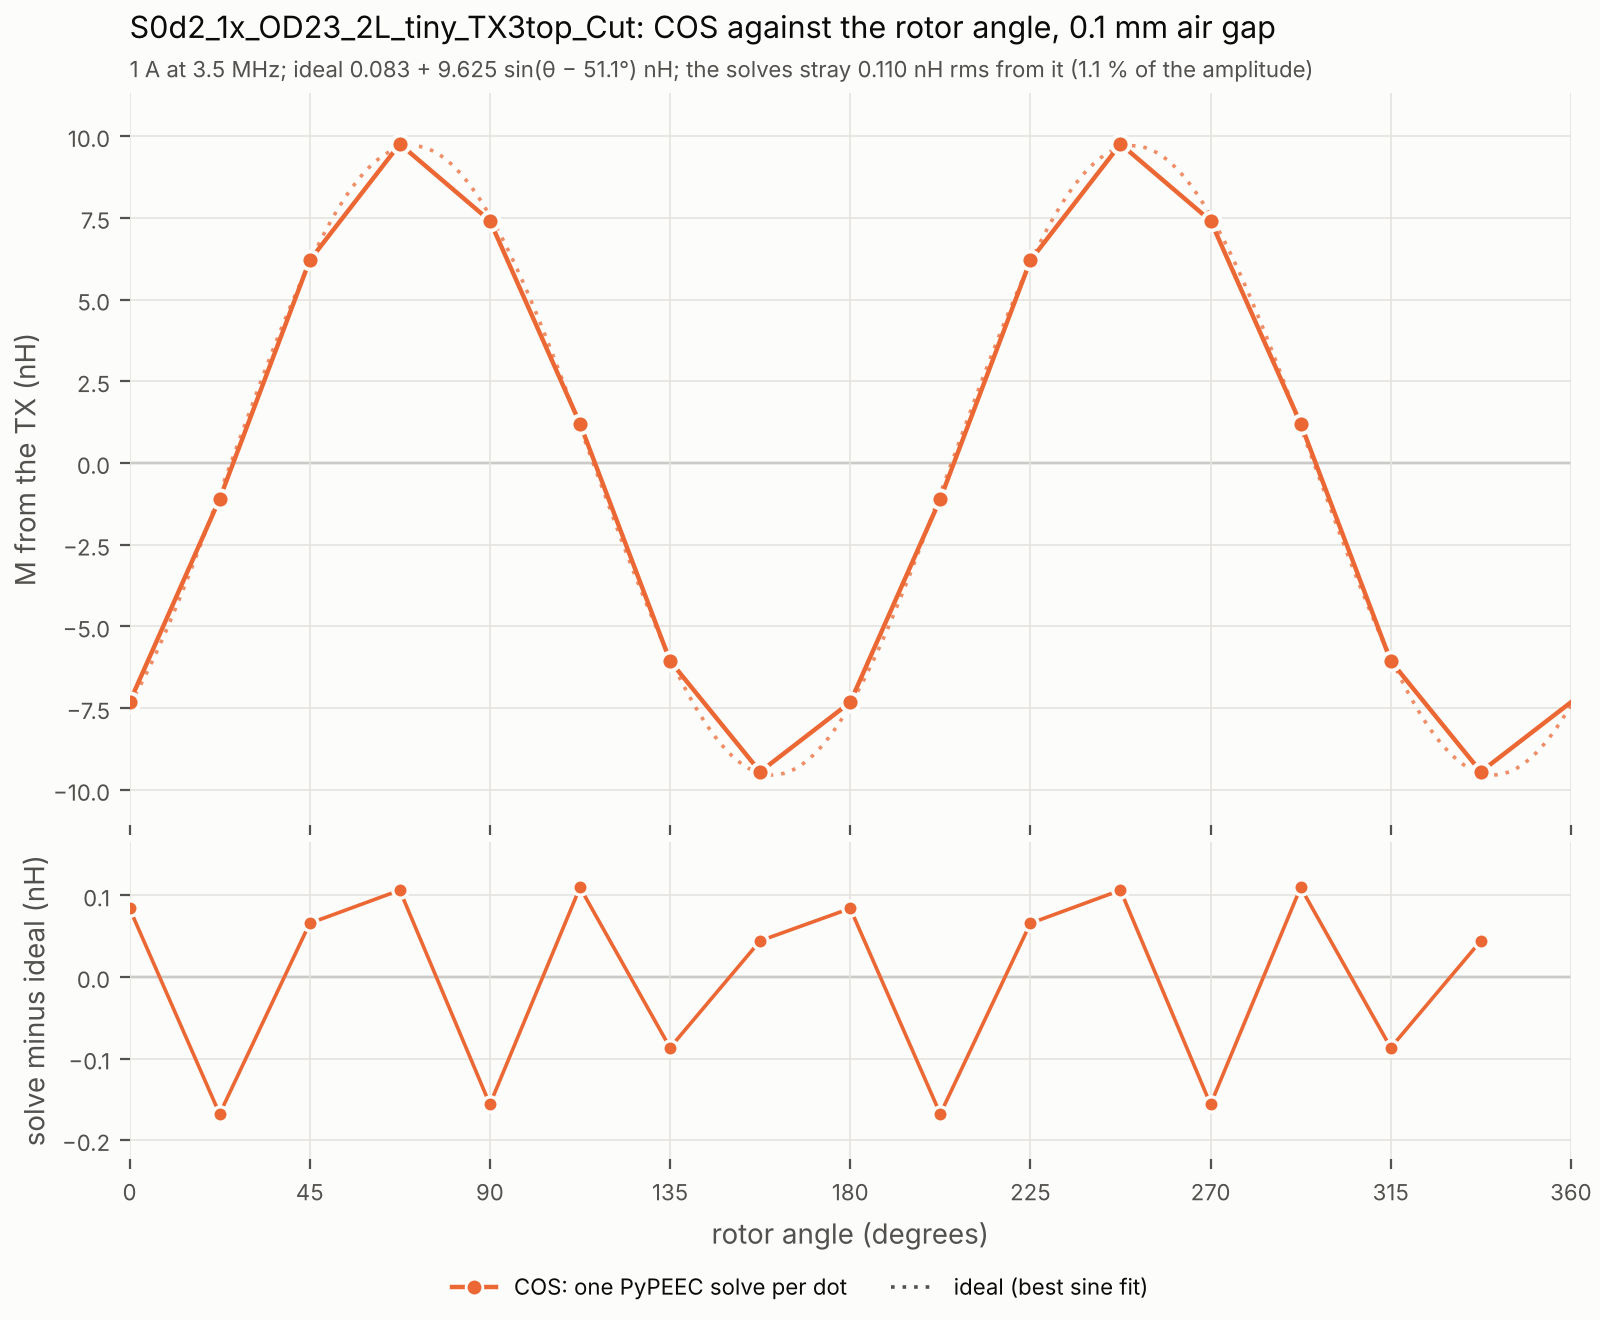 S0d2_1x_OD23_2L_tiny_TX3top_Cut: COS against the rotor angle, 0.1 mm air gap
1 A at 3.5 MHz; ideal 0.083 + 9.625 sin(θ − 51.1°) nH; the solves stray 0.110 nH rms from it (1.1 % of the amplitude)
M from the TX (nH)
10.0
7.5
5.0
2.5
0.0
−2.5
−5.0
−7.5
−10.0
solve minus ideal (nH)
0.1
0.0
−0.1
−0.2
0 45 90 135 180 225 270 315 360
rotor angle (degrees)
COS: one PyPEEC solve per dot
ideal (best sine fit)